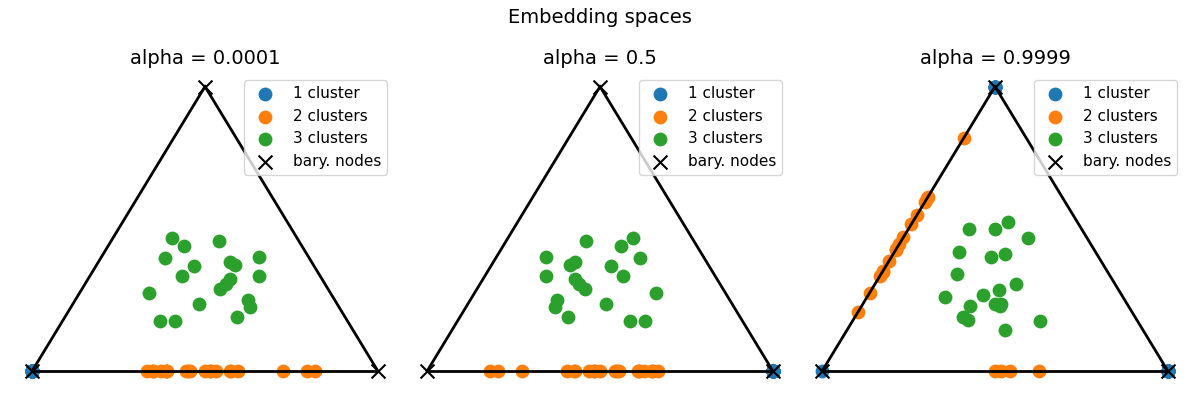 Embedding spaces
alpha = 0.0001
1 cluster
2 clusters
3 clusters
bary. nodes
alpha = 0.5
1 cluster
2 clusters
3 clusters
bary. nodes
alpha = 0.9999
1 cluster
2 clusters
3 clusters
bary. nodes